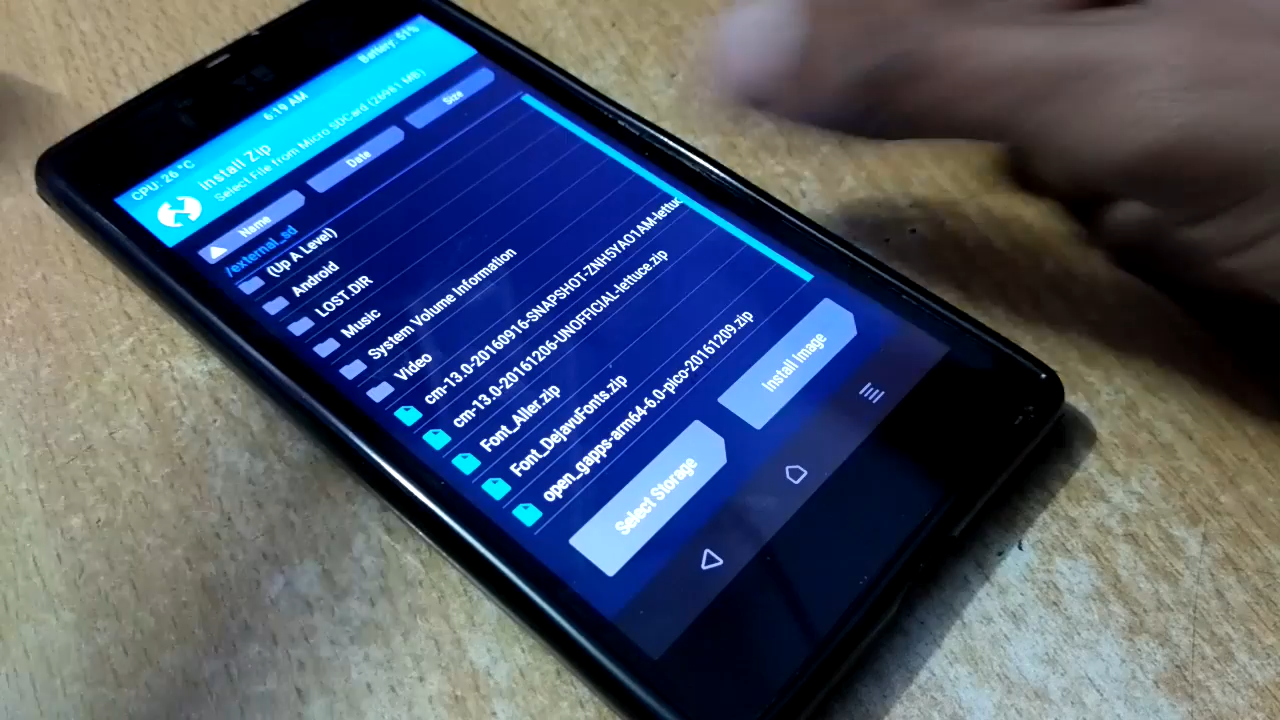 CPU: 26 °C 6:19 AM Battery: 51%
Install Zip
Select File from Micro SDCard (26981 MB)
Name Date Size
/external_sd
(Up A Level)
Android
LOST.DIR
Music
System Volume Information
Video
cm-13.0-20160916-SNAPSHOT-ZNH5YAO1AM-lettuc
cm-13.0-20161206-UNOFFICIAL-lettuce.zip
Font_Aller.zip
Font_DejavuFonts.zip
open_gapps-arm64-6.0-pico-20161209.zip
Select Storage Install Image